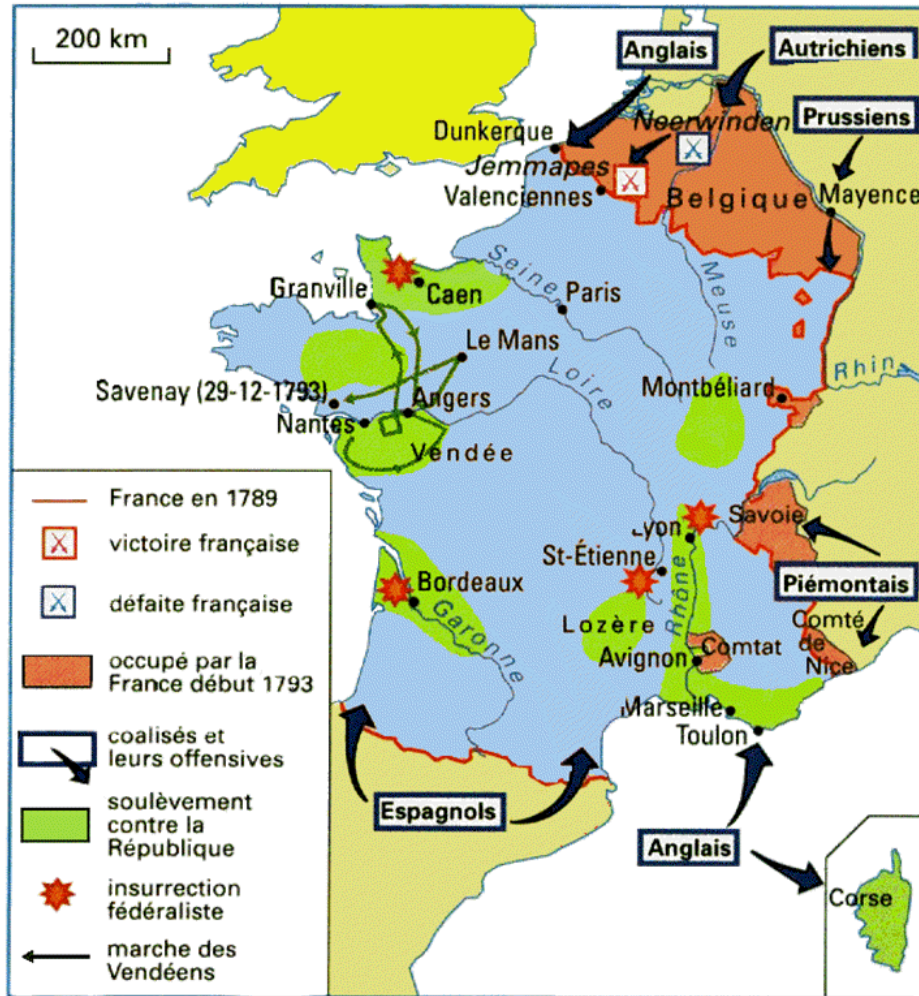 200 km
Anglais
Autrichiens
Prussiens
Dunkerque
Neerwinden
Jemmapes
Valenciennes
Belgique
Mayence
Meuse
Seine
Caen
Granville
Paris
Le Mans
Loire
Rhin
Savenay (29-12-1793)
Angers
Nantes
Vendée
Montbéliard
Savoie
Lyon
St-Étienne
Rhône
Piémontais
Bordeaux
Garonne
Lozère
Comtat
Avignon
Comté
de
Nice
Marseille
Toulon
Espagnols
Anglais
Corse
France en 1789
victoire française
défaite française
occupé par la
France début 1793
coalisés et
leurs offensives
soulèvement
contre la
République
insurrection
fédéraliste
marche des
Vendéens